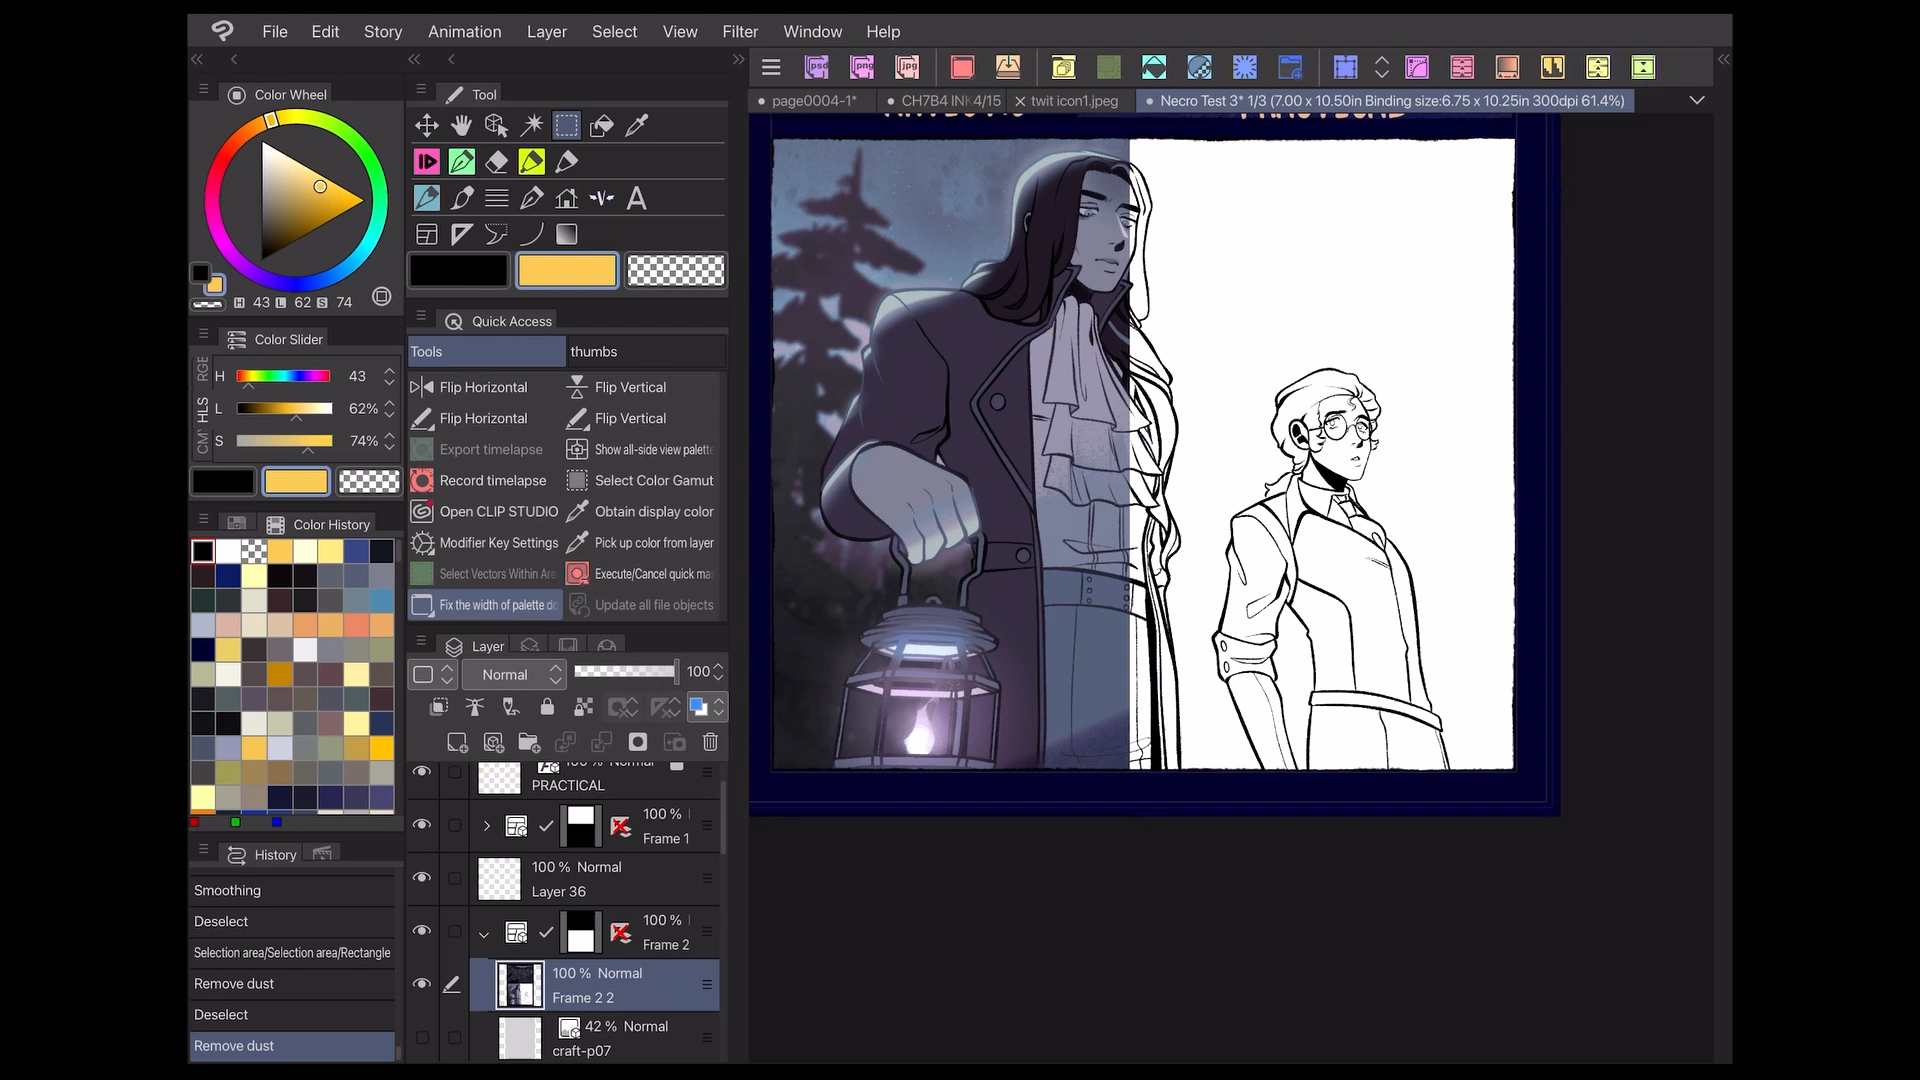 File Edit Story Animation Layer Select View Filter Window Help
psd png jpg
page0004-1* CH7B4 INK4/15 twit icon1.jpeg Necro Test 3* 1/3 (7.00 x 10.50in Binding size:6.75 x 10.25in 300dpi 61.4%)
Color Wheel
H 43 L 62 S 74
Color Slider
HLS
H 43
L 62%
S 74%
Color History
History
Smoothing
Deselect
Selection area/Selection area/Rectangle
Remove dust
Deselect
Remove dust
Tool
A
Quick Access
Tools thumbs
Flip Horizontal Flip Vertical
Flip Horizontal Flip Vertical
Export timelapse Show all-side view palette
Record timelapse Select Color Gamut
Open CLIP STUDIO Obtain display color
Modifier Key Settings Pick up color from layer
Select Vectors Within Are Execute/Cancel quick ma
Fix the width of palette do Update all file objects
Layer
Normal 100
100 % Normal
PRACTICAL
100 %
Frame 1
100 % Normal
Layer 36
100 %
Frame 2
100 % Normal
Frame 2 2
42 % Normal
craft-p07